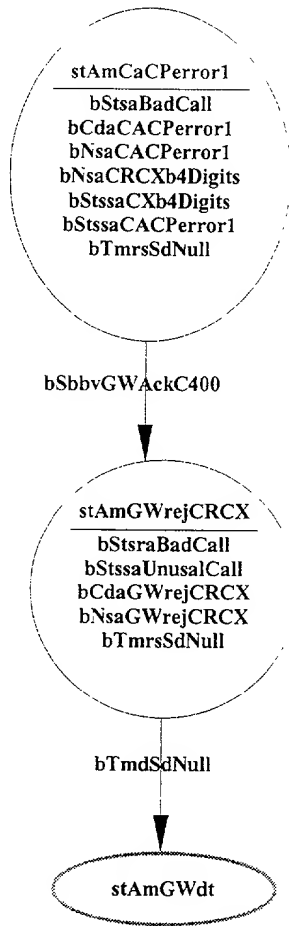 stAmCaCPerror1
bStsaBadCall
bCdaCACPerror1
bNsaCACPerror1
bNsaCRCXb4Digits
bStssaCXb4Digits
bStssaCACPerror1
bTmrsSdNull
bSbbvGWAckC400
stAmGWrejCRCX
bStsraBadCall
bStssaUnusalCall
bCdaGWrejCRCX
bNsaGWrejCRCX
bTmrsSdNull
bTmdSdNull
stAmGWdt